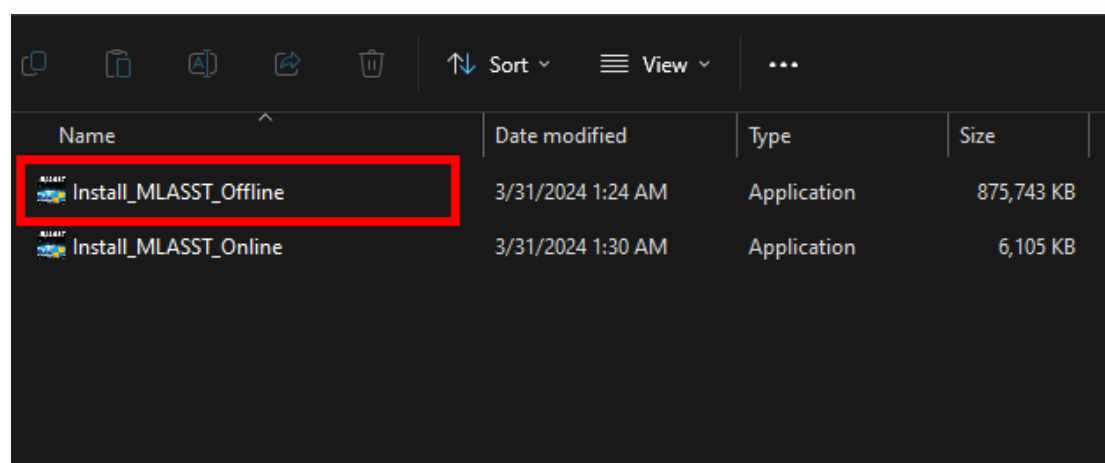 Sort View ...
Name Date modified Type Size
Install_MLASST_Offline 3/31/2024 1:24 AM Application 875,743 KB
Install_MLASST_Online 3/31/2024 1:30 AM Application 6,105 KB